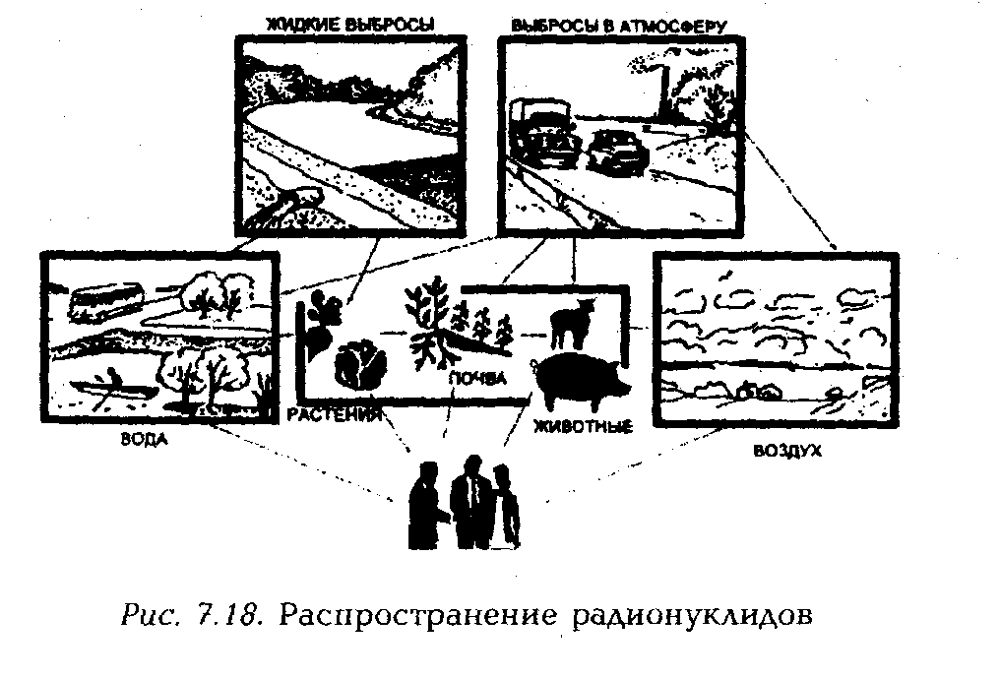 ЖИДКИЕ ВЫБРОСЫ
ВЫБРОСЫ В АТМОСФЕРУ
ПОЧВА
РАСТЕНИЯ
ЖИВОТНЫЕ
ВОДА
ВОЗДУХ
Рис. 7.18. Распространение радионуклидов